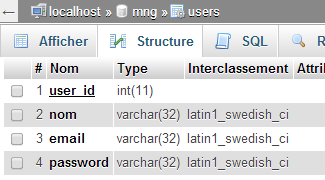 localhost » mng » users
Afficher Structure SQL R
# Nom Type Interclassement Attri
1 user_id int(11)
2 nom varchar(32) latin1_swedish_ci
3 email varchar(32) latin1_swedish_ci
4 password varchar(32) latin1_swedish_ci